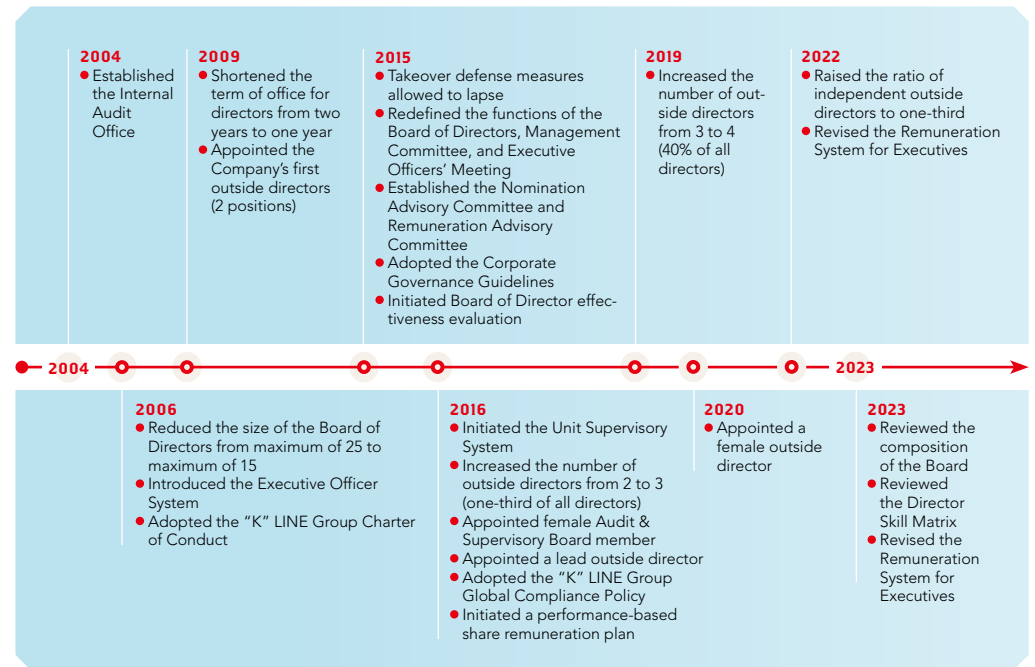 2004
● Established
the Internal
Audit
Office
2009
● Shortened the
term of office for
directors from two
years to one year
● Appointed the
Company’s first
outside directors
(2 positions)
2015
● Takeover defense measures
allowed to lapse
● Redefined the functions of the
Board of Directors, Management
Committee, and Executive
Officers’ Meeting
● Established the Nomination
Advisory Committee and
Remuneration Advisory
Committee
● Adopted the Corporate
Governance Guidelines
● Initiated Board of Director effec-
tiveness evaluation
2019
● Increased the
number of out-
side directors
from 3 to 4
(40% of all
directors)
2022
● Raised the ratio of
independent outside
directors to one-third
● Revised the Remuneration
System for Executives
2004
2023
2006
● Reduced the size of the Board of
Directors from maximum of 25 to
maximum of 15
● Introduced the Executive Officer
System
● Adopted the “K” LINE Group Charter
of Conduct
2016
● Initiated the Unit Supervisory
System
● Increased the number of
outside directors from 2 to 3
(one-third of all directors)
● Appointed female Audit &
Supervisory Board member
● Appointed a lead outside director
● Adopted the “K” LINE Group
Global Compliance Policy
● Initiated a performance-based
share remuneration plan
2020
● Appointed a
female outside
director
2023
● Reviewed the
composition
of the Board
● Reviewed
the Director
Skill Matrix
● Revised the
Remuneration
System for
Executives